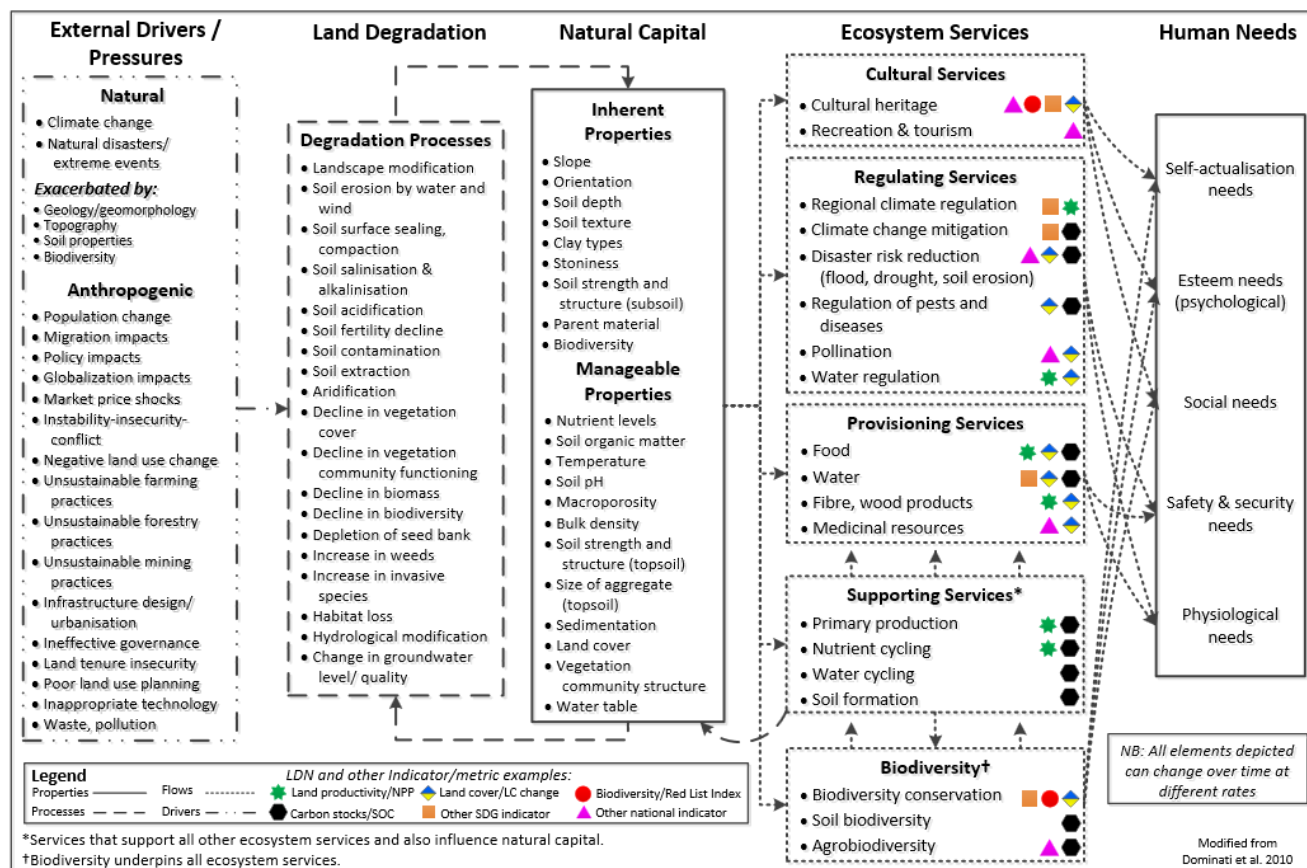 External Drivers /
Pressures
Natural
• Climate change
• Natural disasters/
extreme events
Exacerbated by:
• Geology/geomorphology
• Topography
• Soil properties
• Biodiversity
Anthropogenic
• Population change
• Migration impacts
• Policy impacts
• Globalization impacts
• Market price shocks
• Instability-insecurity-
conflict
• Negative land use change
• Unsustainable farming
practices
• Unsustainable forestry
practices
• Unsustainable mining
practices
• Infrastructure design/
urbanisation
• Ineffective governance
• Land tenure insecurity
• Poor land use planning
• Inappropriate technology
• Waste, pollution
Land Degradation
Degradation Processes
• Landscape modification
• Soil erosion by water and
wind
• Soil surface sealing,
compaction
• Soil salinisation &
alkalinisation
• Soil acidification
• Soil fertility decline
• Soil contamination
• Soil extraction
• Aridification
• Decline in vegetation
cover
• Decline in vegetation
community functioning
• Decline in biomass
• Decline in biodiversity
• Depletion of seed bank
• Increase in weeds
• Increase in invasive
species
• Habitat loss
• Hydrological modification
• Change in groundwater
level/ quality
Natural Capital
Inherent
Properties
• Slope
• Orientation
• Soil depth
• Soil texture
• Clay types
• Stoniness
• Soil strength and
structure (subsoil)
• Parent material
• Biodiversity
Manageable
Properties
• Nutrient levels
• Soil organic matter
• Temperature
• Soil pH
• Macroporosity
• Bulk density
• Soil strength and
structure (topsoil)
• Size of aggregate
(topsoil)
• Sedimentation
• Land cover
• Vegetation
community structure
• Water table
Ecosystem Services
Cultural Services
• Cultural heritage
• Recreation & tourism
Regulating Services
• Regional climate regulation
• Climate change mitigation
• Disaster risk reduction
(flood, drought, soil erosion)
• Regulation of pests and
diseases
• Pollination
• Water regulation
Provisioning Services
• Food
• Water
• Fibre, wood products
• Medicinal resources
Supporting Services*
• Primary production
• Nutrient cycling
• Water cycling
• Soil formation
Biodiversity†
• Biodiversity conservation
• Soil biodiversity
• Agrobiodiversity
Human Needs
Self-actualisation
needs
Esteem needs
(psychological)
Social needs
Safety & security
needs
Physiological
needs
NB: All elements depicted
can change over time at
different rates
Legend
LDN and other Indicator/metric examples:
Properties Flows Land productivity/NPP Land cover/LC change Biodiversity/Red List Index
Processes Drivers Carbon stocks/SOC Other SDG indicator Other national indicator
*Services that support all other ecosystem services and also influence natural capital.
†Biodiversity underpins all ecosystem services.
Modified from
Dominati et al. 2010